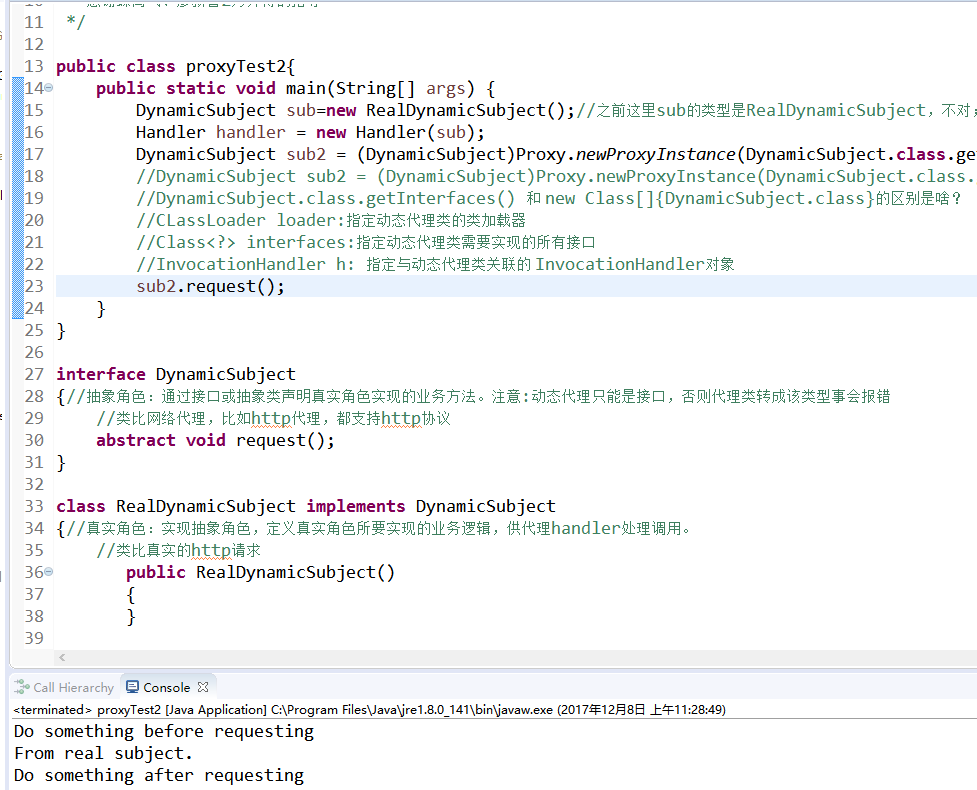 11 */
12
13 public class proxyTest2{
14 public static void main(String[] args) {
15 DynamicSubject sub=new RealDynamicSubject();//之前这里sub的类型是RealDynamicSubject，不对，
16 Handler handler = new Handler(sub);
17 DynamicSubject sub2 = (DynamicSubject)Proxy.newProxyInstance(DynamicSubject.class.ge
18 //DynamicSubject sub2 = (DynamicSubject)Proxy.newProxyInstance(DynamicSubject.class.
19 //DynamicSubject.class.getInterfaces() 和 new Class[]{DynamicSubject.class}的区别是啥？
20 //CLassLoader loader:指定动态代理类的类加载器
21 //Class<?> interfaces:指定动态代理类需要实现的所有接口
22 //InvocationHandler h: 指定与动态代理类关联的 InvocationHandler对象
23 sub2.request();
24 }
25 }
26
27 interface DynamicSubject
28 {//抽象角色：通过接口或抽象类声明真实角色实现的业务方法。注意:动态代理只能是接口，否则代理类转成该类型事会报错
29 //类比网络代理，比如http代理，都支持http协议
30 abstract void request();
31 }
32
33 class RealDynamicSubject implements DynamicSubject
34 {//真实角色：实现抽象角色，定义真实角色所要实现的业务逻辑，供代理handler处理调用。
35 //类比真实的http请求
36 public RealDynamicSubject()
37 {
38 }
39
Call Hierarchy Console
<terminated> proxyTest2 [Java Application] C:\Program Files\Java\jre1.8.0_141\bin\javaw.exe (2017年12月8日 上午11:28:49)
Do something before requesting
From real subject.
Do something after requesting